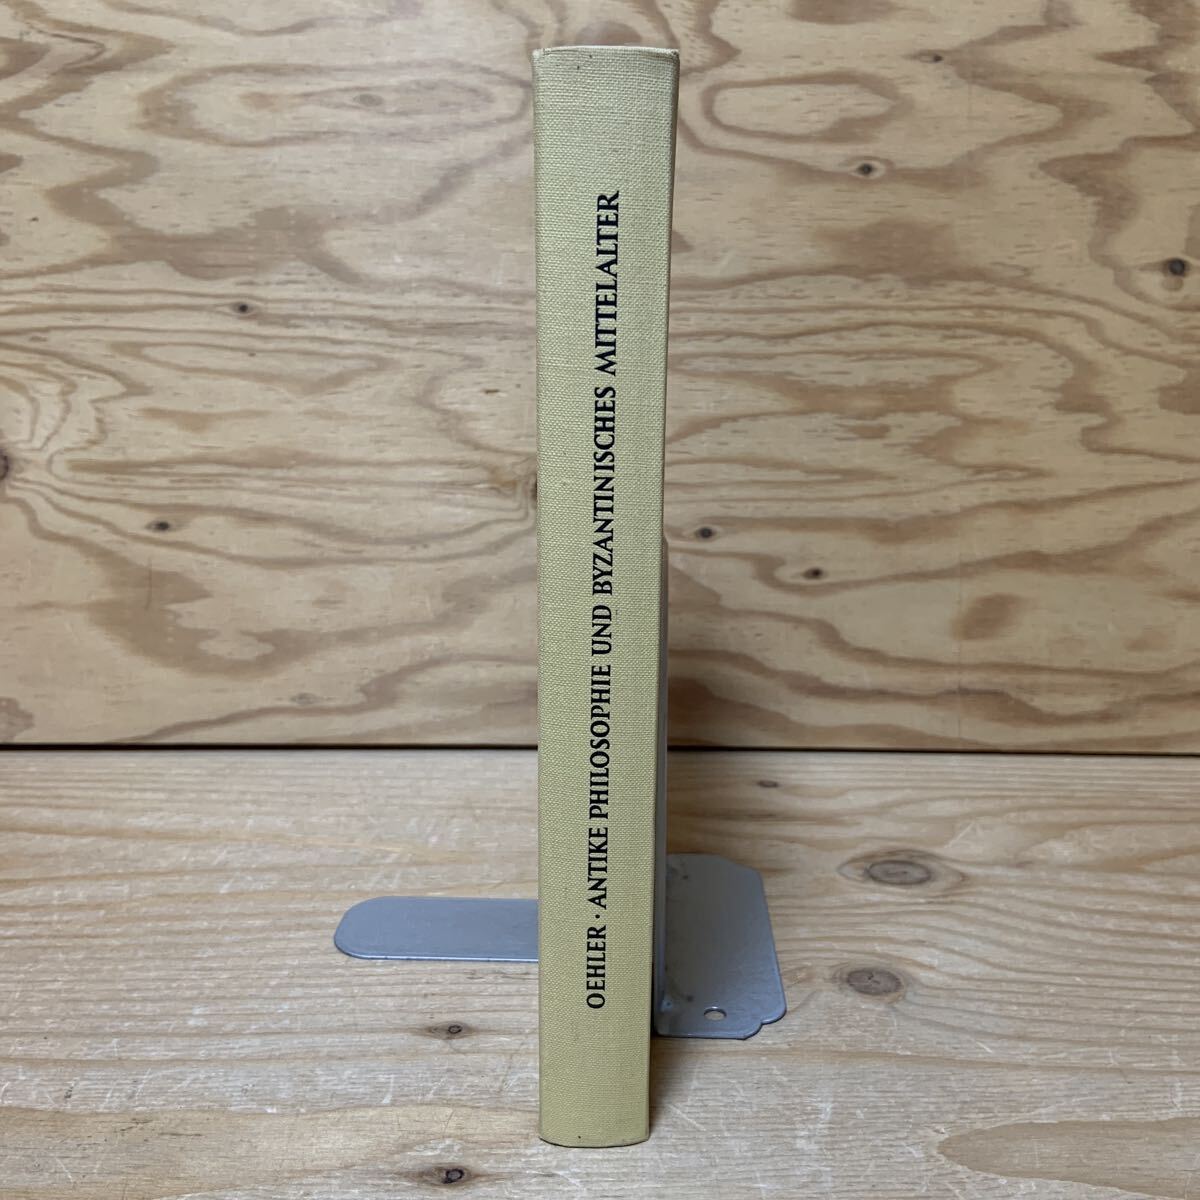 OEHLER · ANTIKE PHILOSOPHIE UND BYZANTINISCHES MITTELALTER